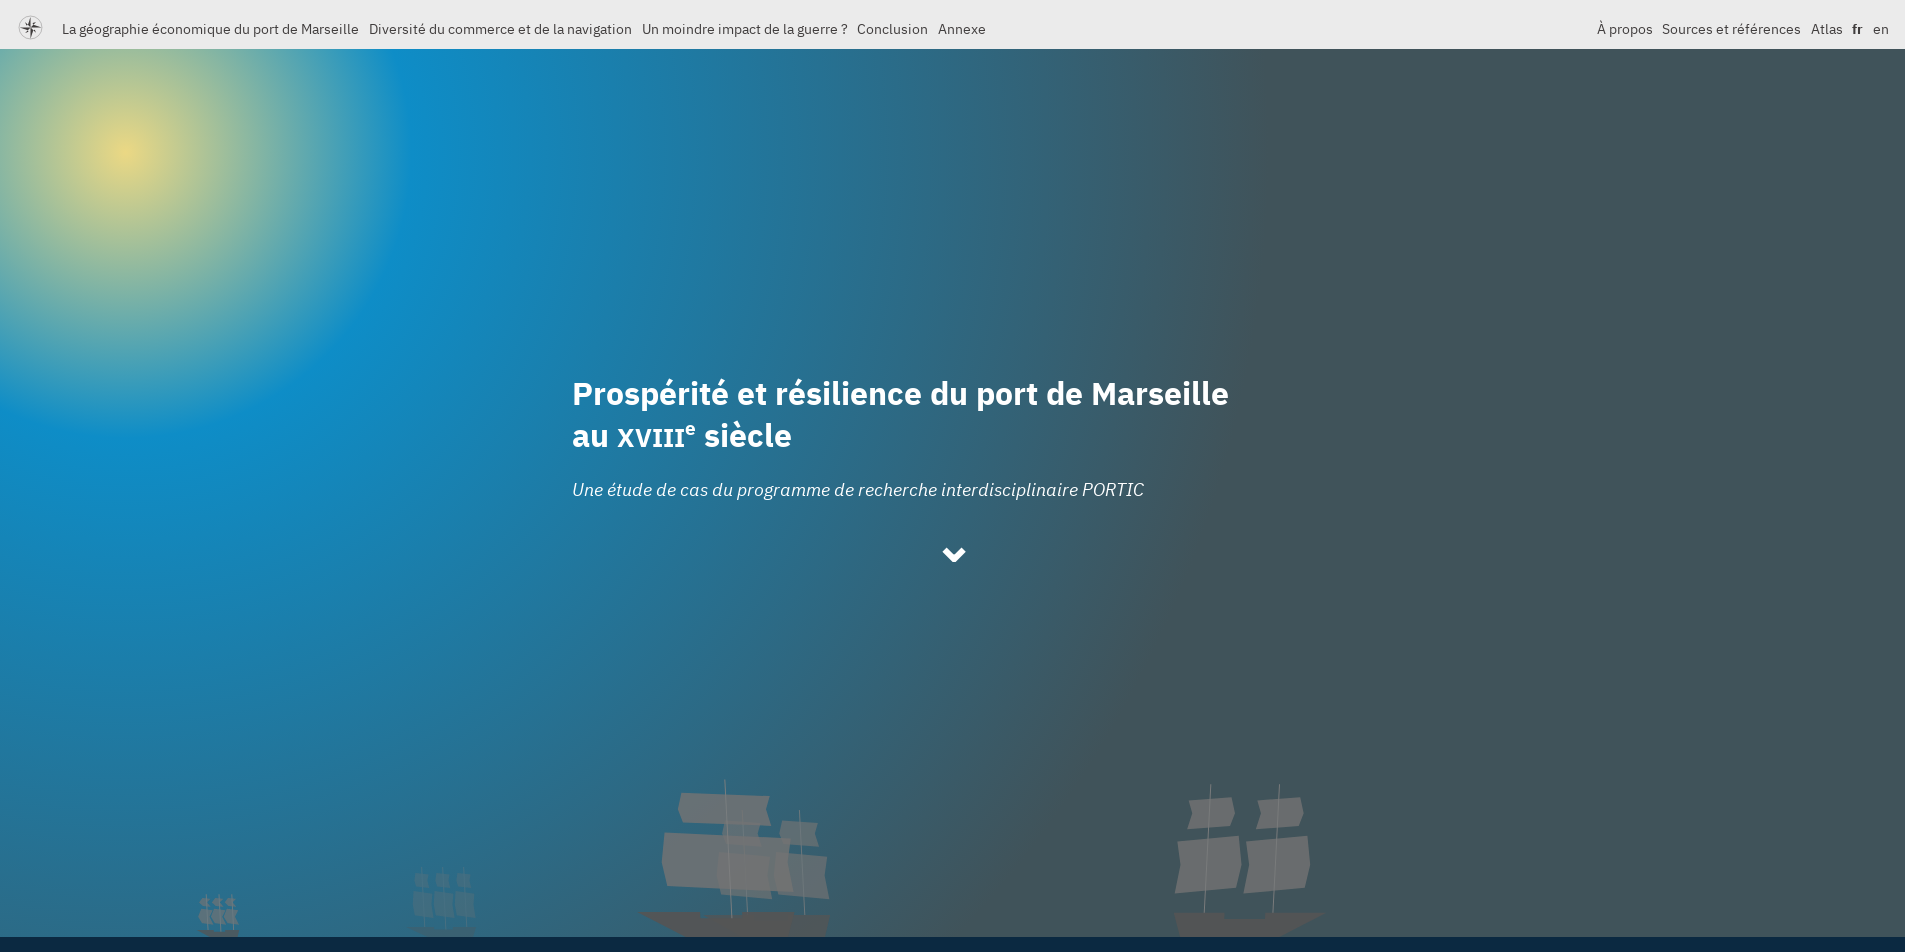 La géographie économique du port de Marseille Diversité du commerce et de la navigation Un moindre impact de la guerre ? Conclusion Annexe À propos Sources et références Atlas fr en
Prospérité et résilience du port de Marseille
au XVIIIe siècle
Une étude de cas du programme de recherche interdisciplinaire PORTIC